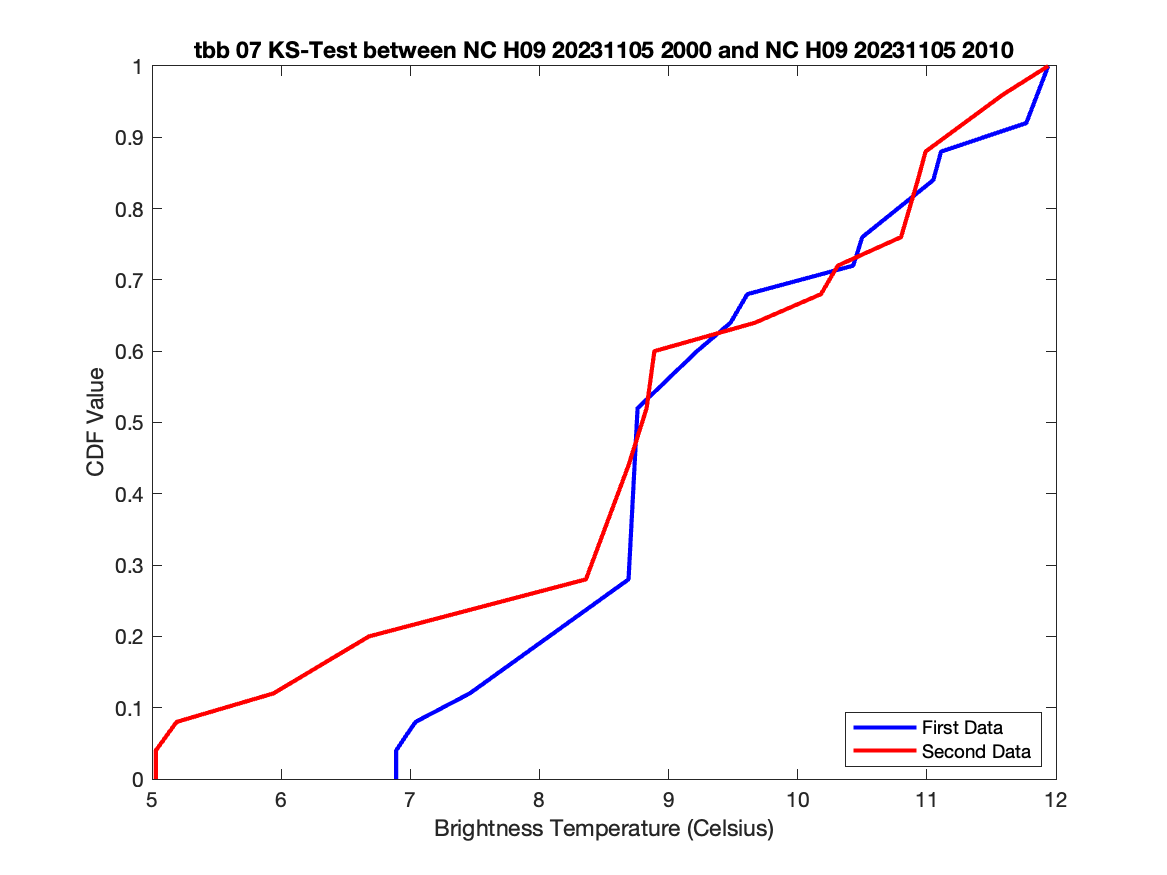 tbb 07 KS-Test between NC H09 20231105 2000 and NC H09 20231105 2010
1
0.9
0.8
0.7
0.6
0.5
0.4
0.3
0.2
0.1
0
CDF Value
5 6 7 8 9 10 11 12
Brightness Temperature (Celsius)
First Data
Second Data